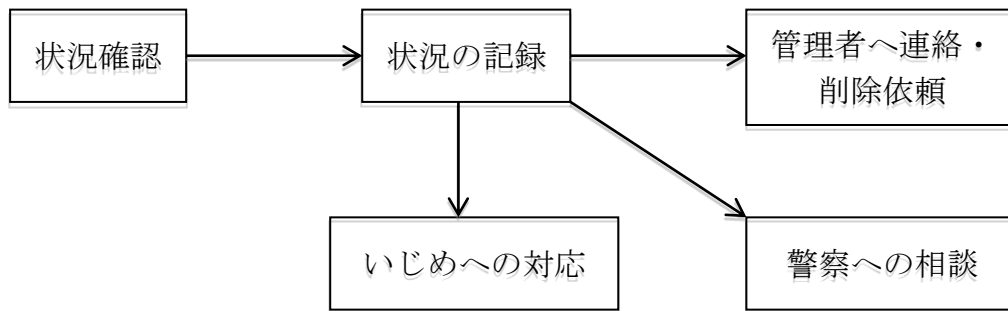 状況確認
状況の記録
管理者へ連絡・
削除依頼
いじめへの対応
警察への相談